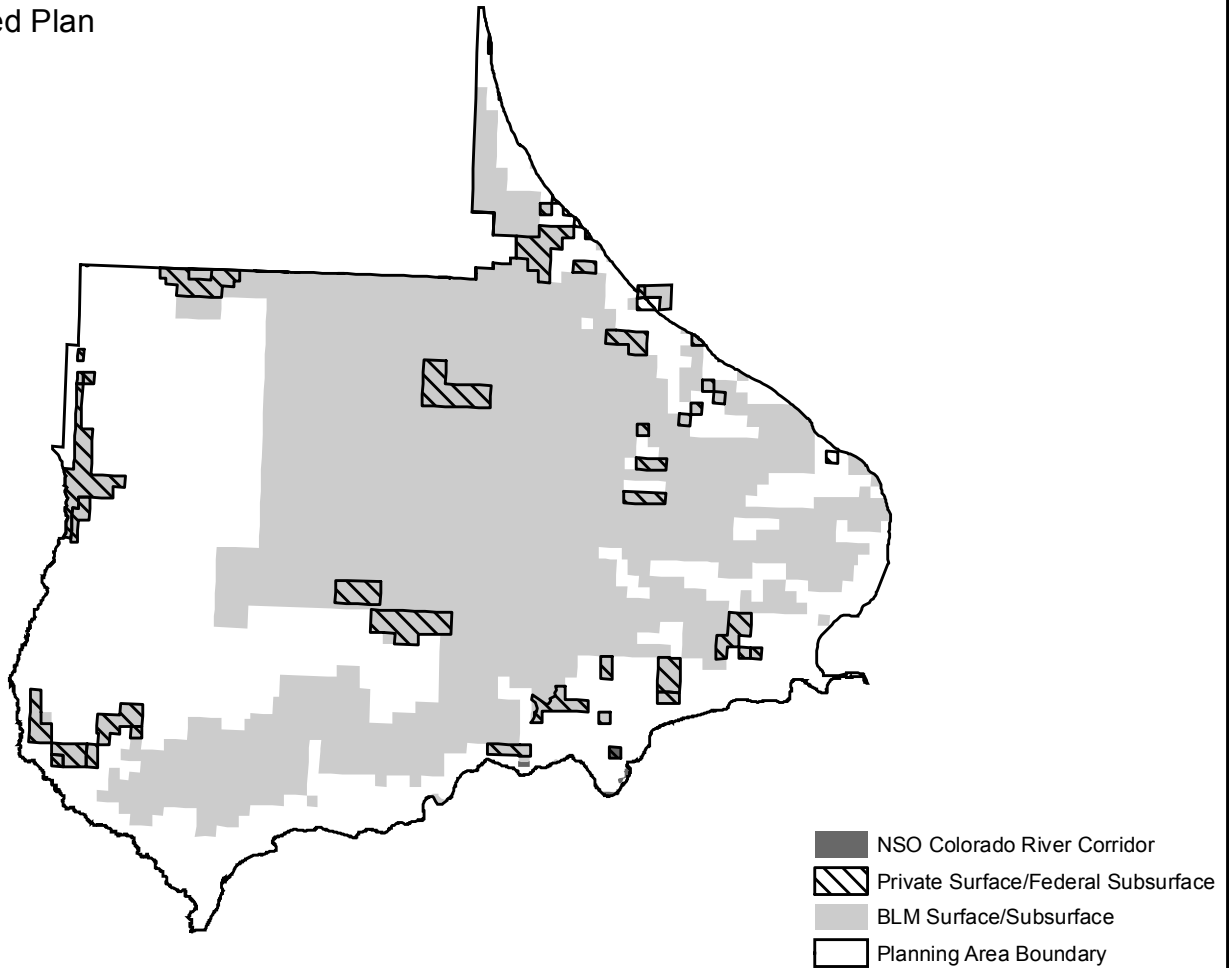 ed Plan
NSO Colorado River Corridor
Private Surface/Federal Subsurface
BLM Surface/Subsurface
Planning Area Boundary